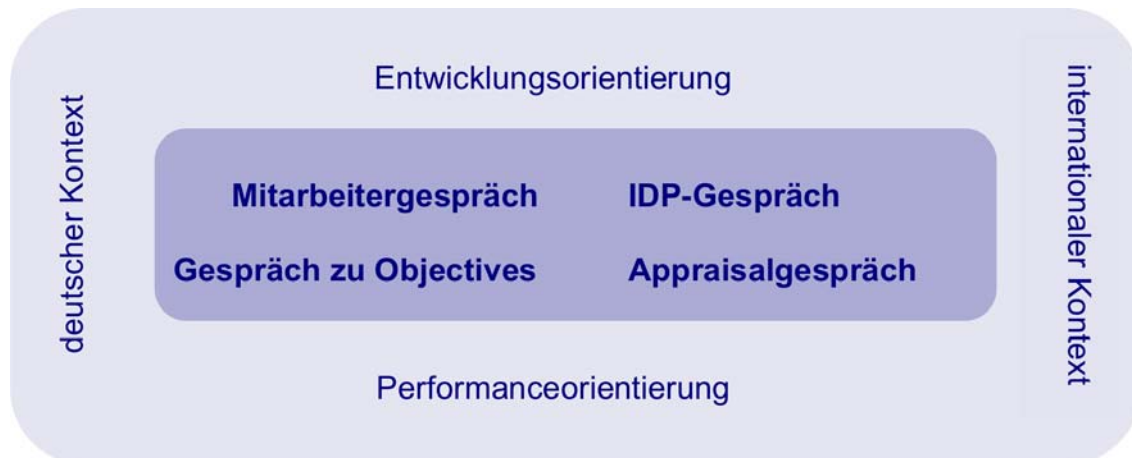 Entwicklungsorientierung
deutscher Kontext
Mitarbeitergespräch IDP-Gespräch
Gespräch zu Objectives Appraisalgespräch
internationaler Kontext
Performanceorientierung